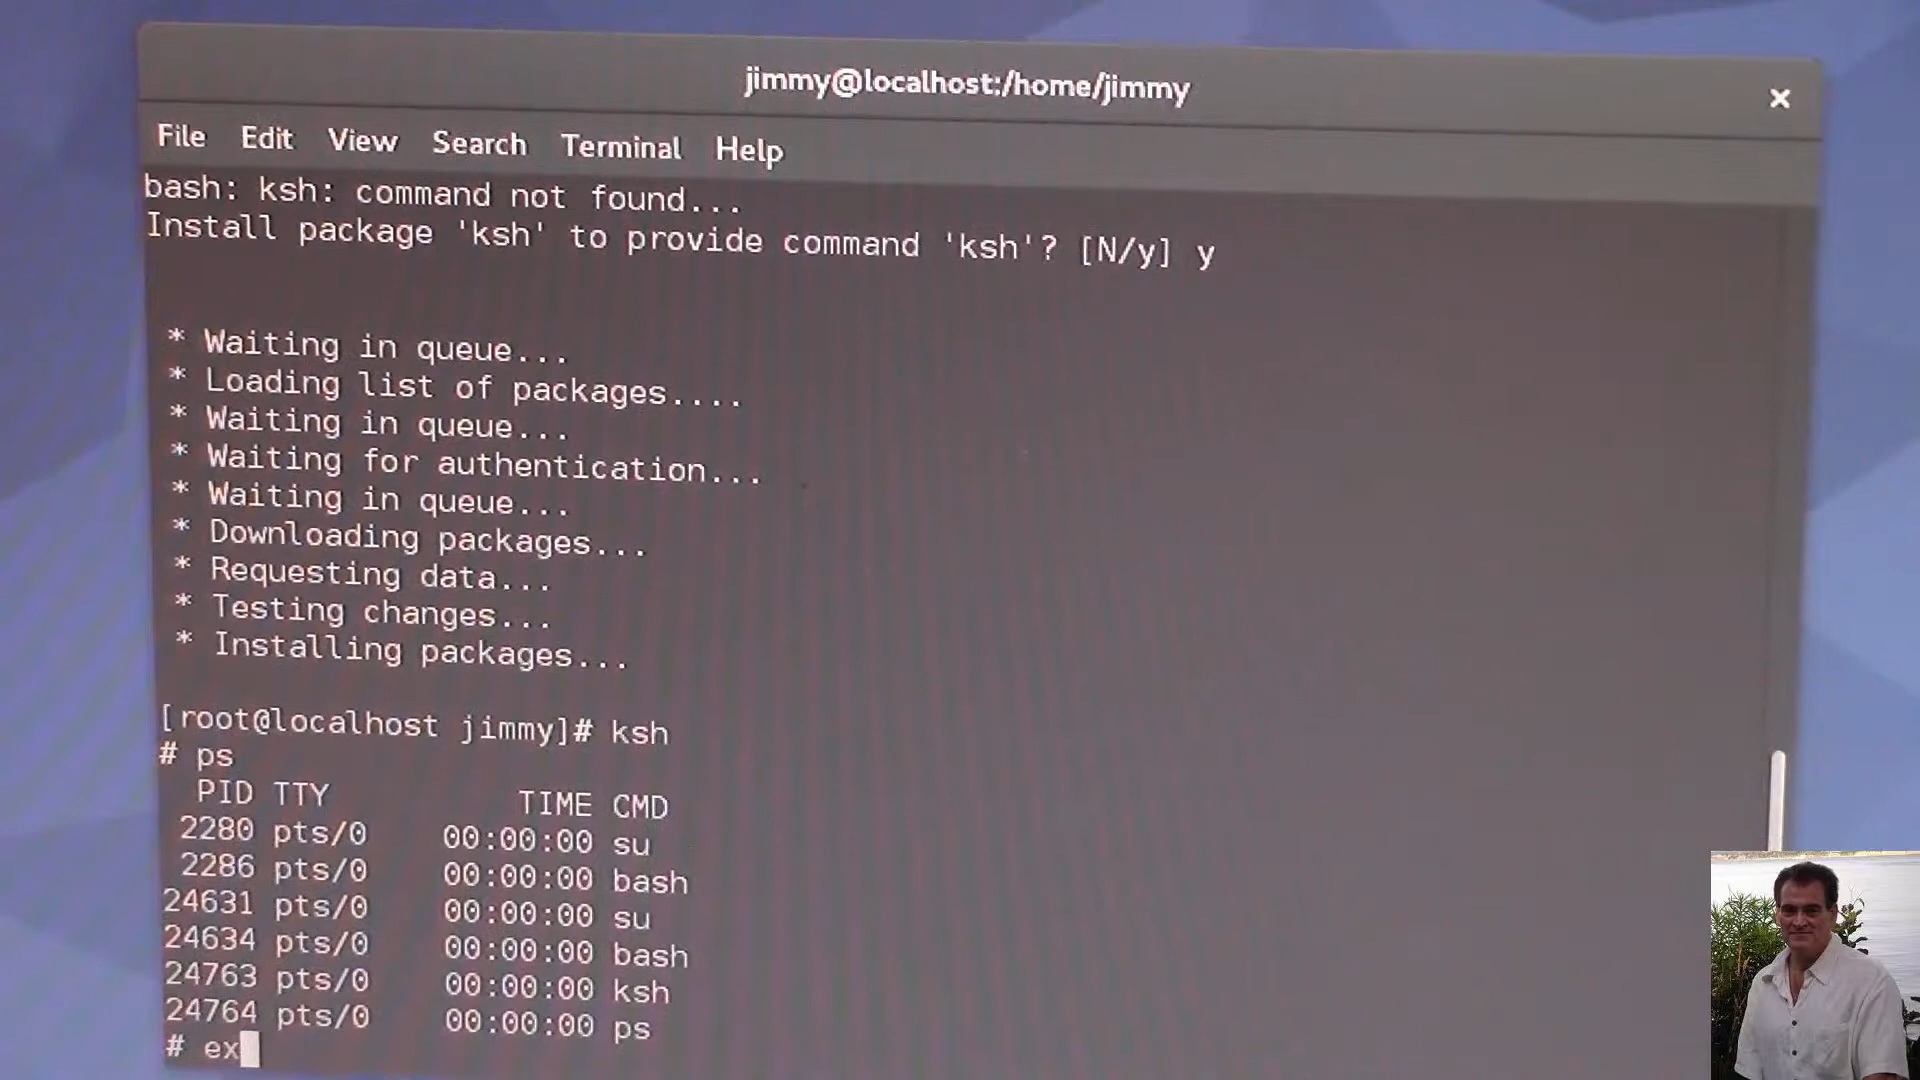 jimmy@localhost:/home/jimmy
File Edit View Search Terminal Help
bash: ksh: command not found...
Install package 'ksh' to provide command 'ksh'? [N/y] y
* Waiting in queue...
* Loading list of packages....
* Waiting in queue...
* Waiting for authentication...
* Waiting in queue...
* Downloading packages...
* Requesting data...
* Testing changes...
* Installing packages...
[root@localhost jimmy]# ksh
# ps
PID TTY TIME CMD
2280 pts/0 00:00:00 su
2286 pts/0 00:00:00 bash
24631 pts/0 00:00:00 su
24634 pts/0 00:00:00 bash
24763 pts/0 00:00:00 ksh
24764 pts/0 00:00:00 ps
# ex